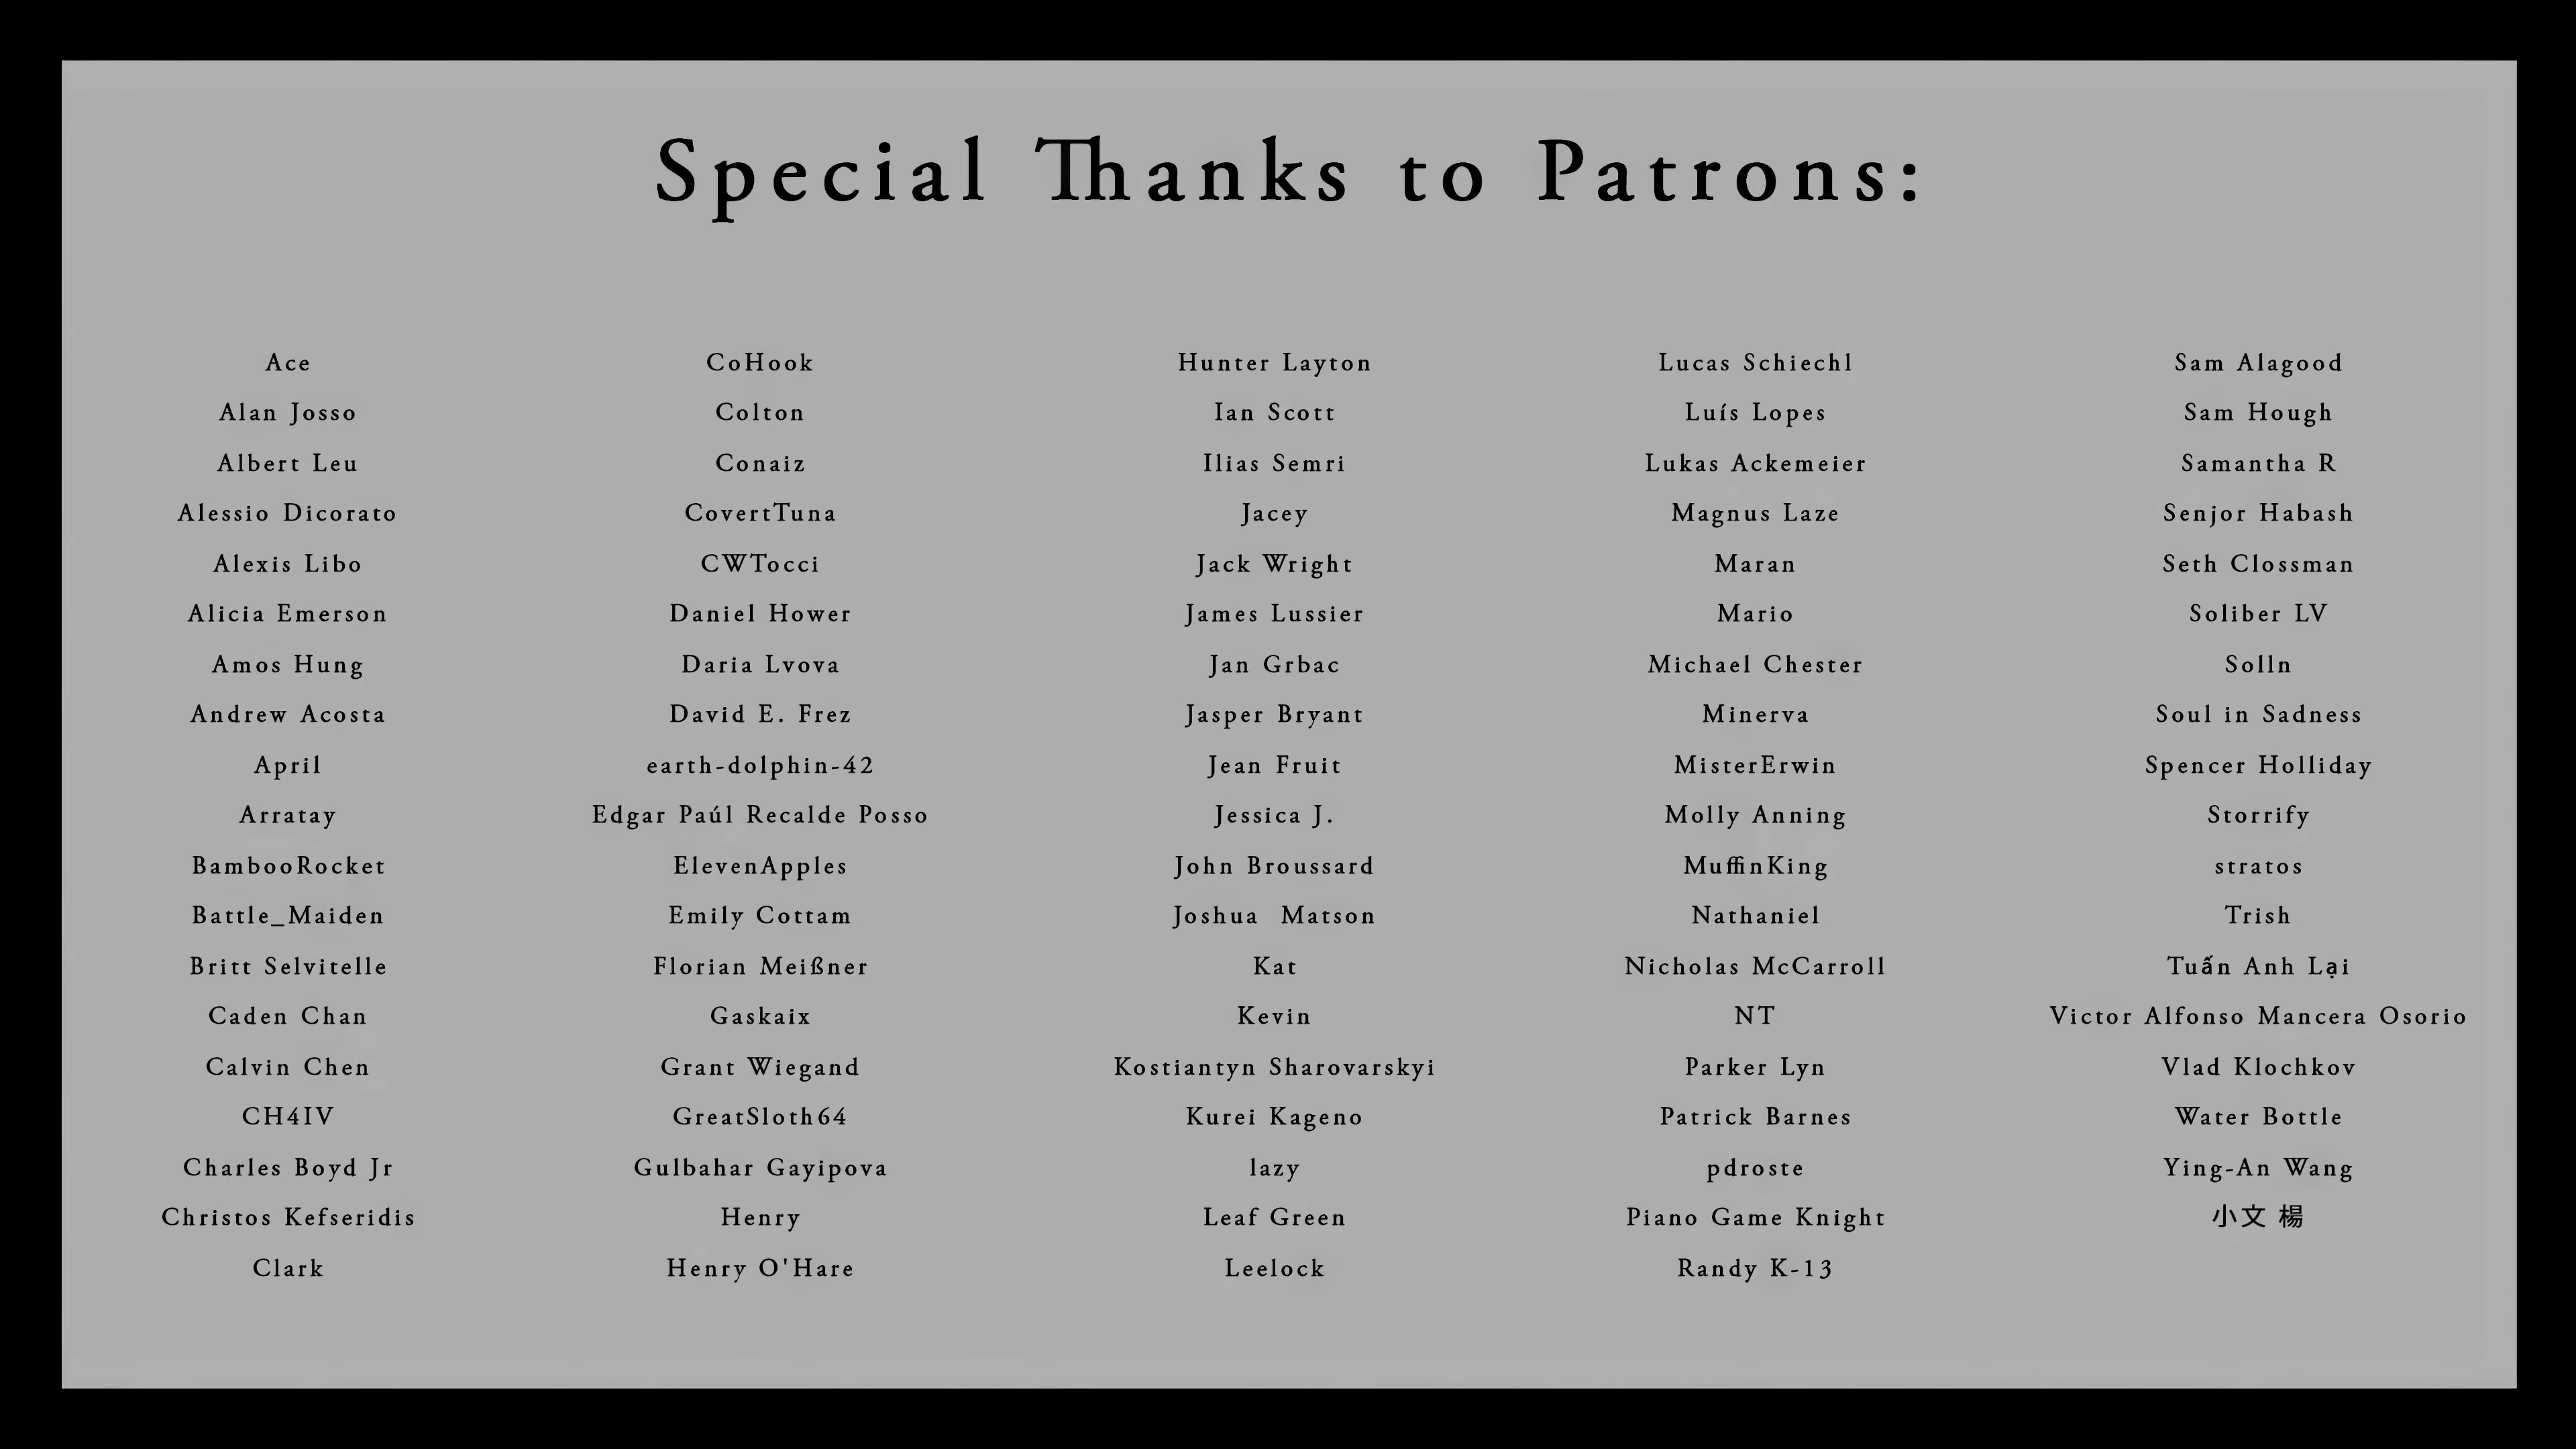 Special Thanks to Patrons:
Ace
Alan Josso
Albert Leu
Alessio Dicorato
Alexis Libo
Alicia Emerson
Amos Hung
Andrew Acosta
April
Arratay
BambooRocket
Battle_Maiden
Britt Selvitelle
Caden Chan
Calvin Chen
CH4IV
Charles Boyd Jr
Christos Kefseridis
Clark
CoHook
Colton
Conaiz
CovertTuna
CWTocci
Daniel Hower
Daria Lvova
David E. Frez
earth-dolphin-42
Edgar Paúl Recalde Posso
ElevenApples
Emily Cottam
Florian Meißner
Gaskaix
Grant Wiegand
GreatSloth64
Gulbahar Gayipova
Henry
Henry O'Hare
Hunter Layton
Ian Scott
Ilias Semri
Jacey
Jack Wright
James Lussier
Jan Grbac
Jasper Bryant
Jean Fruit
Jessica J.
John Broussard
Joshua  Matson
Kat
Kevin
Kostiantyn Sharovarskyi
Kurei Kageno
lazy
Leaf Green
Leelock
Lucas Schiechl
Luís Lopes
Lukas Ackemeier
Magnus Laze
Maran
Mario
Michael Chester
Minerva
MisterErwin
Molly Anning
MuffinKing
Nathaniel
Nicholas McCarroll
NT
Parker Lyn
Patrick Barnes
pdroste
Piano Game Knight
Randy K-13
Sam Alagood
Sam Hough
Samantha R
Senjor Habash
Seth Clossman
Soliber LV
Solln
Soul in Sadness
Spencer Holliday
Storrify
stratos
Trish
Tuấn Anh Lại
Victor Alfonso Mancera Osorio
Vlad Klochkov
Water Bottle
Ying-An Wang
小文 楊